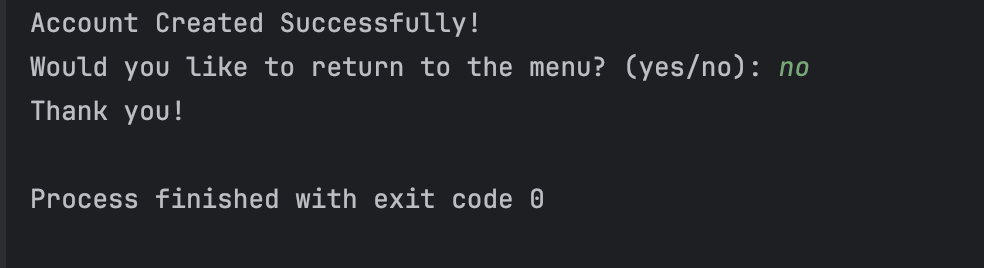 Account Created Successfully!
Would you like to return to the menu? (yes/no): no
Thank you!
Process finished with exit code 0